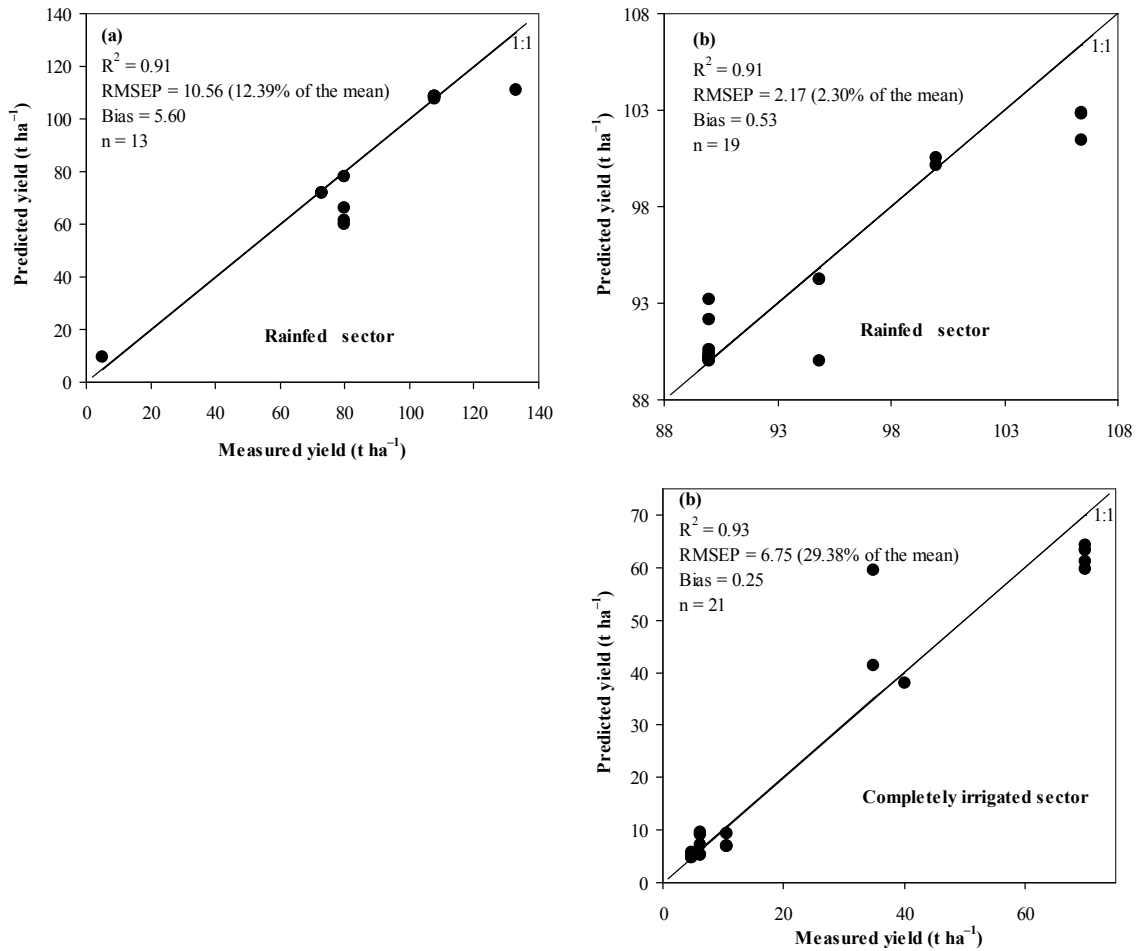 (a)
R² = 0.91
RMSEP = 10.56 (12.39% of the mean)
Bias = 5.60
n = 13
1:1
Rainfed sector
Predicted yield (t ha⁻¹)
140
120
100
80
60
40
20
0
0 20 40 60 80 100 120 140
Measured yield (t ha⁻¹)
(b)
R² = 0.91
RMSEP = 2.17 (2.30% of the mean)
Bias = 0.53
n = 19
1:1
Rainfed sector
Predicted yield (t ha⁻¹)
108
103
98
93
88
88 93 98 103 108
(b)
R² = 0.93
RMSEP = 6.75 (29.38% of the mean)
Bias = 0.25
n = 21
1:1
Completely irrigated sector
Predicted yield (t ha⁻¹)
70
60
50
40
30
20
10
0
20 40 60
Measured yield (t ha⁻¹)